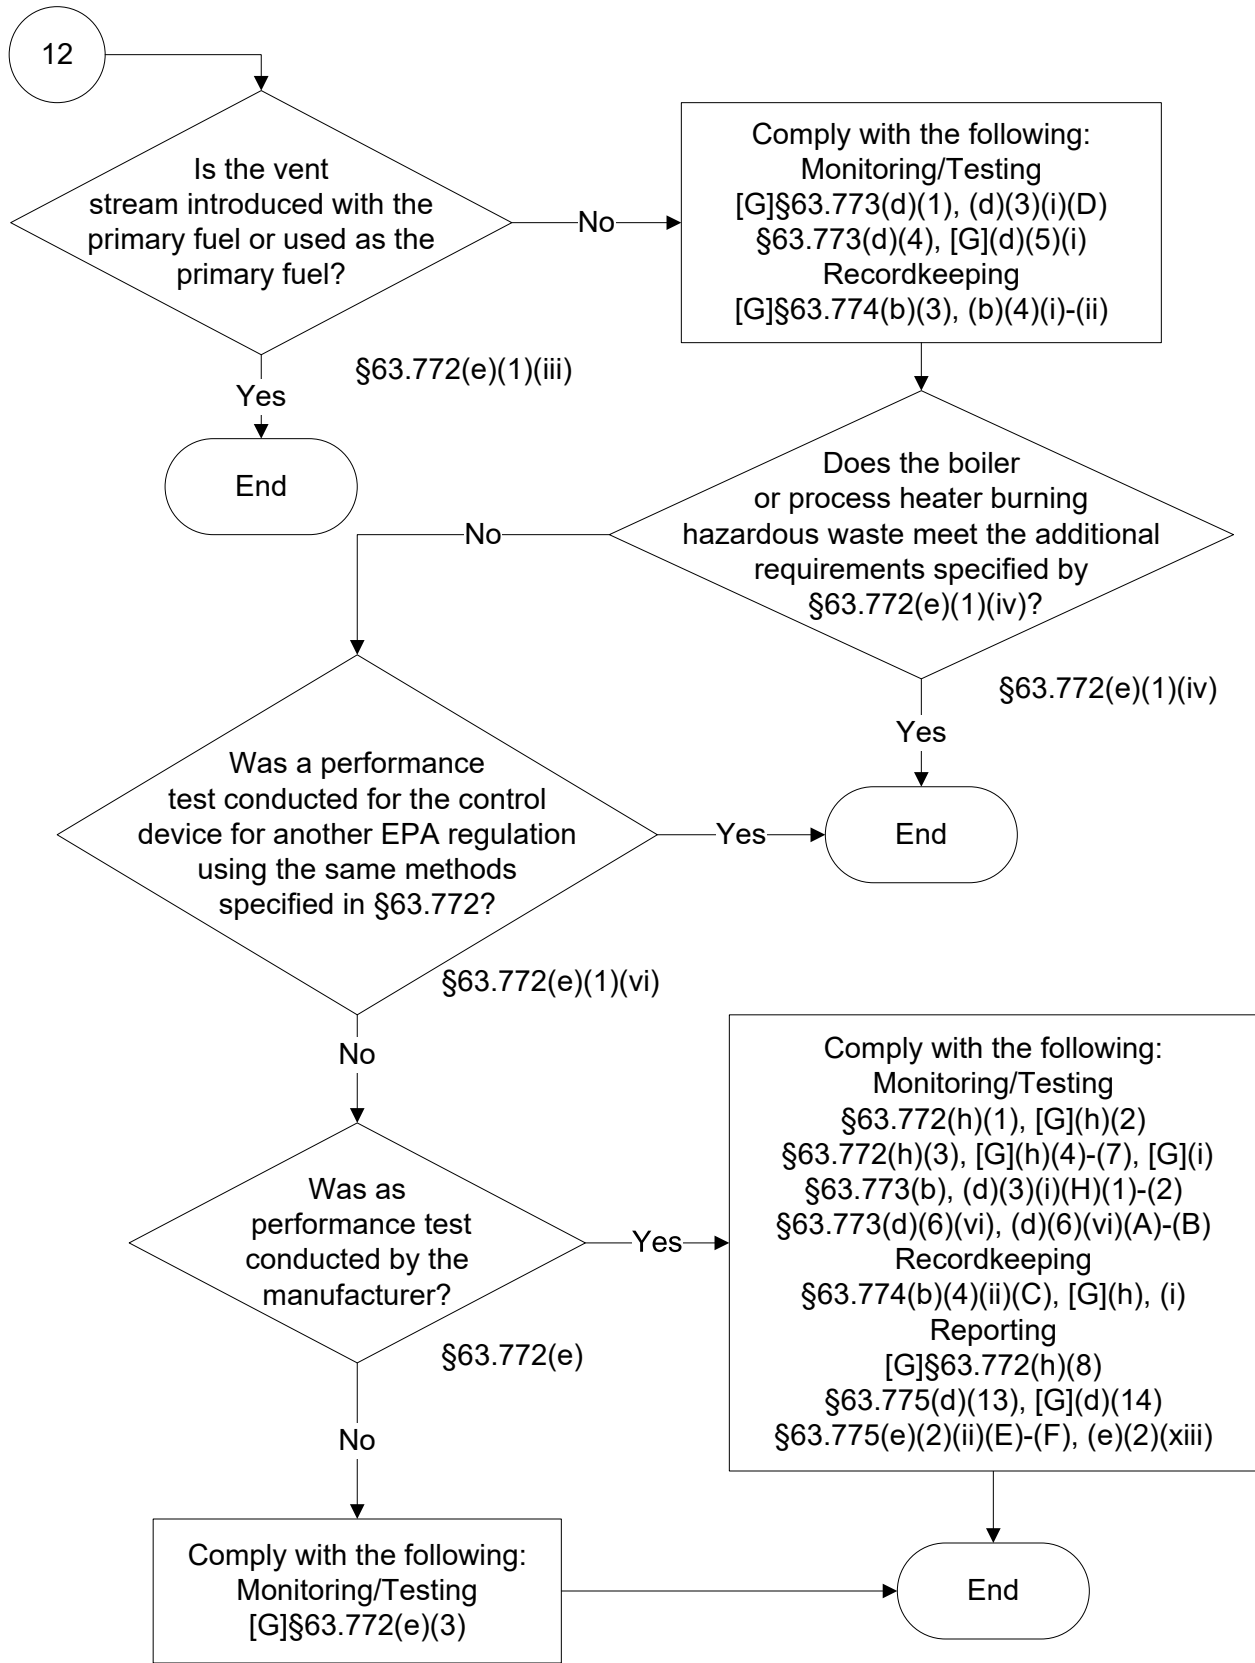 12
Is the vent
stream introduced with the
primary fuel or used as the
primary fuel?
No
Comply with the following:
Monitoring/Testing
[G]§63.773(d)(1), (d)(3)(i)(D)
§63.773(d)(4), [G](d)(5)(i)
Recordkeeping
[G]§63.774(b)(3), (b)(4)(i)-(ii)
§63.772(e)(1)(iii)
Yes
End
Does the boiler
or process heater burning
hazardous waste meet the additional
requirements specified by
§63.772(e)(1)(iv)?
No
§63.772(e)(1)(iv)
Yes
End
Was a performance
test conducted for the control
device for another EPA regulation
using the same methods
specified in §63.772?
Yes
§63.772(e)(1)(vi)
No
Was as
performance test
conducted by the
manufacturer?
Yes
§63.772(e)
No
Comply with the following:
Monitoring/Testing
§63.772(h)(1), [G](h)(2)
§63.772(h)(3), [G](h)(4)-(7), [G](i)
§63.773(b), (d)(3)(i)(H)(1)-(2)
§63.773(d)(6)(vi), (d)(6)(vi)(A)-(B)
Recordkeeping
§63.774(b)(4)(ii)(C), [G](h), (i)
Reporting
[G]§63.772(h)(8)
§63.775(d)(13), [G](d)(14)
§63.775(e)(2)(ii)(E)-(F), (e)(2)(xiii)
Comply with the following:
Monitoring/Testing
[G]§63.772(e)(3)
End